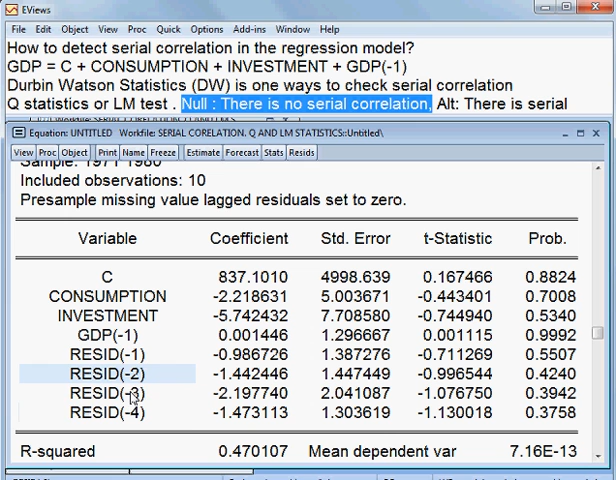 EViews
File Edit Object View Proc Quick Options Add-ins Window Help
How to detect serial correlation in the regression model?
GDP = C + CONSUMPTION + INVESTMENT + GDP(-1)
Durbin Watson Statistics (DW) is one ways to check serial correlation
Q statistics or LM test . Null : There is no serial correlation, Alt: There is serial
Equation: UNTITLED Workfile: SERIAL CORELATION. Q AND LM STATISTICS::Untitled\
View Proc Object Print Name Freeze Estimate Forecast Stats Resids
Sample: 1971 1980
Included observations: 10
Presample missing value lagged residuals set to zero.
Variable Coefficient Std. Error t-Statistic Prob.
C 837.1010 4998.639 0.167466 0.8824
CONSUMPTION -2.218631 5.003671 -0.443401 0.7008
INVESTMENT -5.742432 7.708580 -0.744940 0.5340
GDP(-1) 0.001446 1.296667 0.001115 0.9992
RESID(-1) -0.986726 1.387276 -0.711269 0.5507
RESID(-2) -1.442446 1.447449 -0.996544 0.4240
RESID(-3) -2.197740 2.041087 -1.076750 0.3942
RESID(-4) -1.473113 1.303619 -1.130018 0.3758
R-squared 0.470107 Mean dependent var 7.16E-13